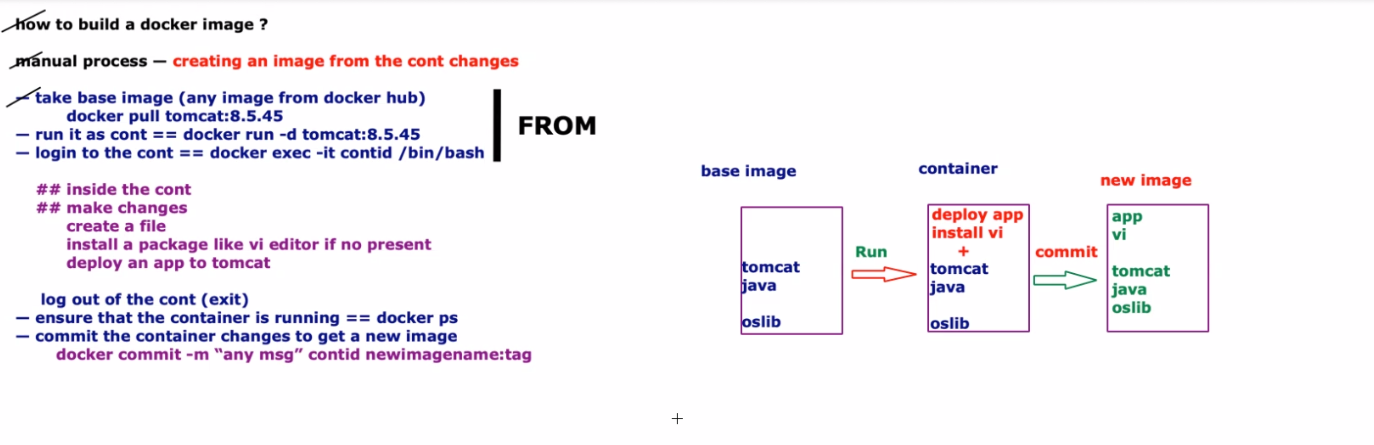 how to build a docker image ?
manual process — creating an image from the cont changes
— take base image (any image from docker hub)
docker pull tomcat:8.5.45
— run it as cont == docker run -d tomcat:8.5.45
— login to the cont == docker exec -it contid /bin/bash
FROM
## inside the cont
## make changes
create a file
install a package like vi editor if no present
deploy an app to tomcat
log out of the cont (exit)
— ensure that the container is running == docker ps
— commit the container changes to get a new image
docker commit -m “any msg” contid newimagename:tag
base image
tomcat
java
oslib
Run
container
deploy app
install vi
+
tomcat
java
oslib
commit
new image
app
vi
tomcat
java
oslib